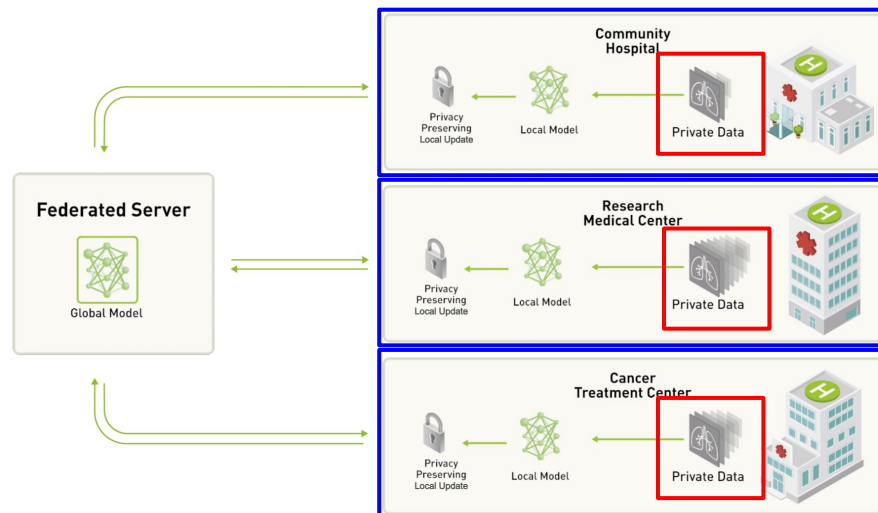 Community
Hospital
Privacy
Preserving
Local Update
Local Model
Private Data
H
Federated Server
Global Model
Research
Medical Center
Privacy
Preserving
Local Update
Local Model
Private Data
H
Cancer
Treatment Center
Privacy
Preserving
Local Update
Local Model
Private Data
H